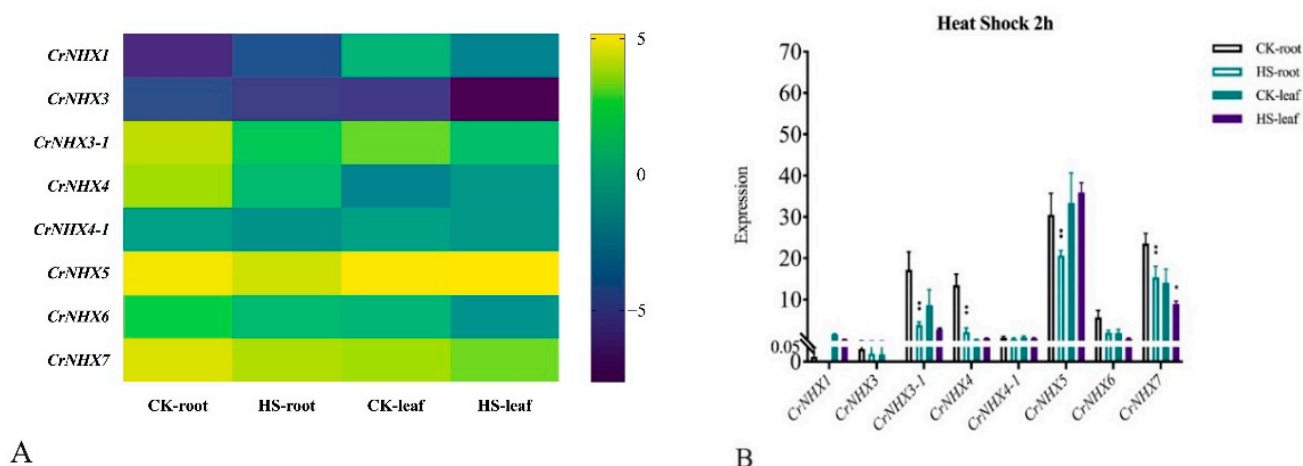 CrNHX1
CrNHX3
CrNHX3-1
CrNHX4
CrNHX4-1
CrNHX5
CrNHX6
CrNHX7
CK-root HS-root CK-leaf HS-leaf
5
0
−5
A
Heat Shock 2h
Expression
70
60
50
40
30
20
10
0.05
0
** ** ** ** *
CrNHX1 CrNHX3 CrNHX3-1 CrNHX4 CrNHX4-1 CrNHX5 CrNHX6 CrNHX7
CK-root
HS-root
CK-leaf
HS-leaf
B